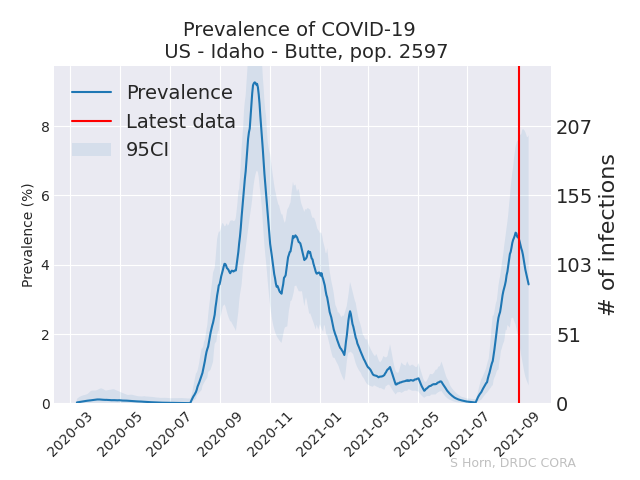 Prevalence of COVID-19
US - Idaho - Butte, pop. 2597
Prevalence
Latest data
95CI
Prevalence (%)
8
6
4
2
0
# of infections
207
155
103
51
0
2020-03
2020-05
2020-07
2020-09
2020-11
2021-01
2021-03
2021-05
2021-07
2021-09
S Horn, DRDC CORA